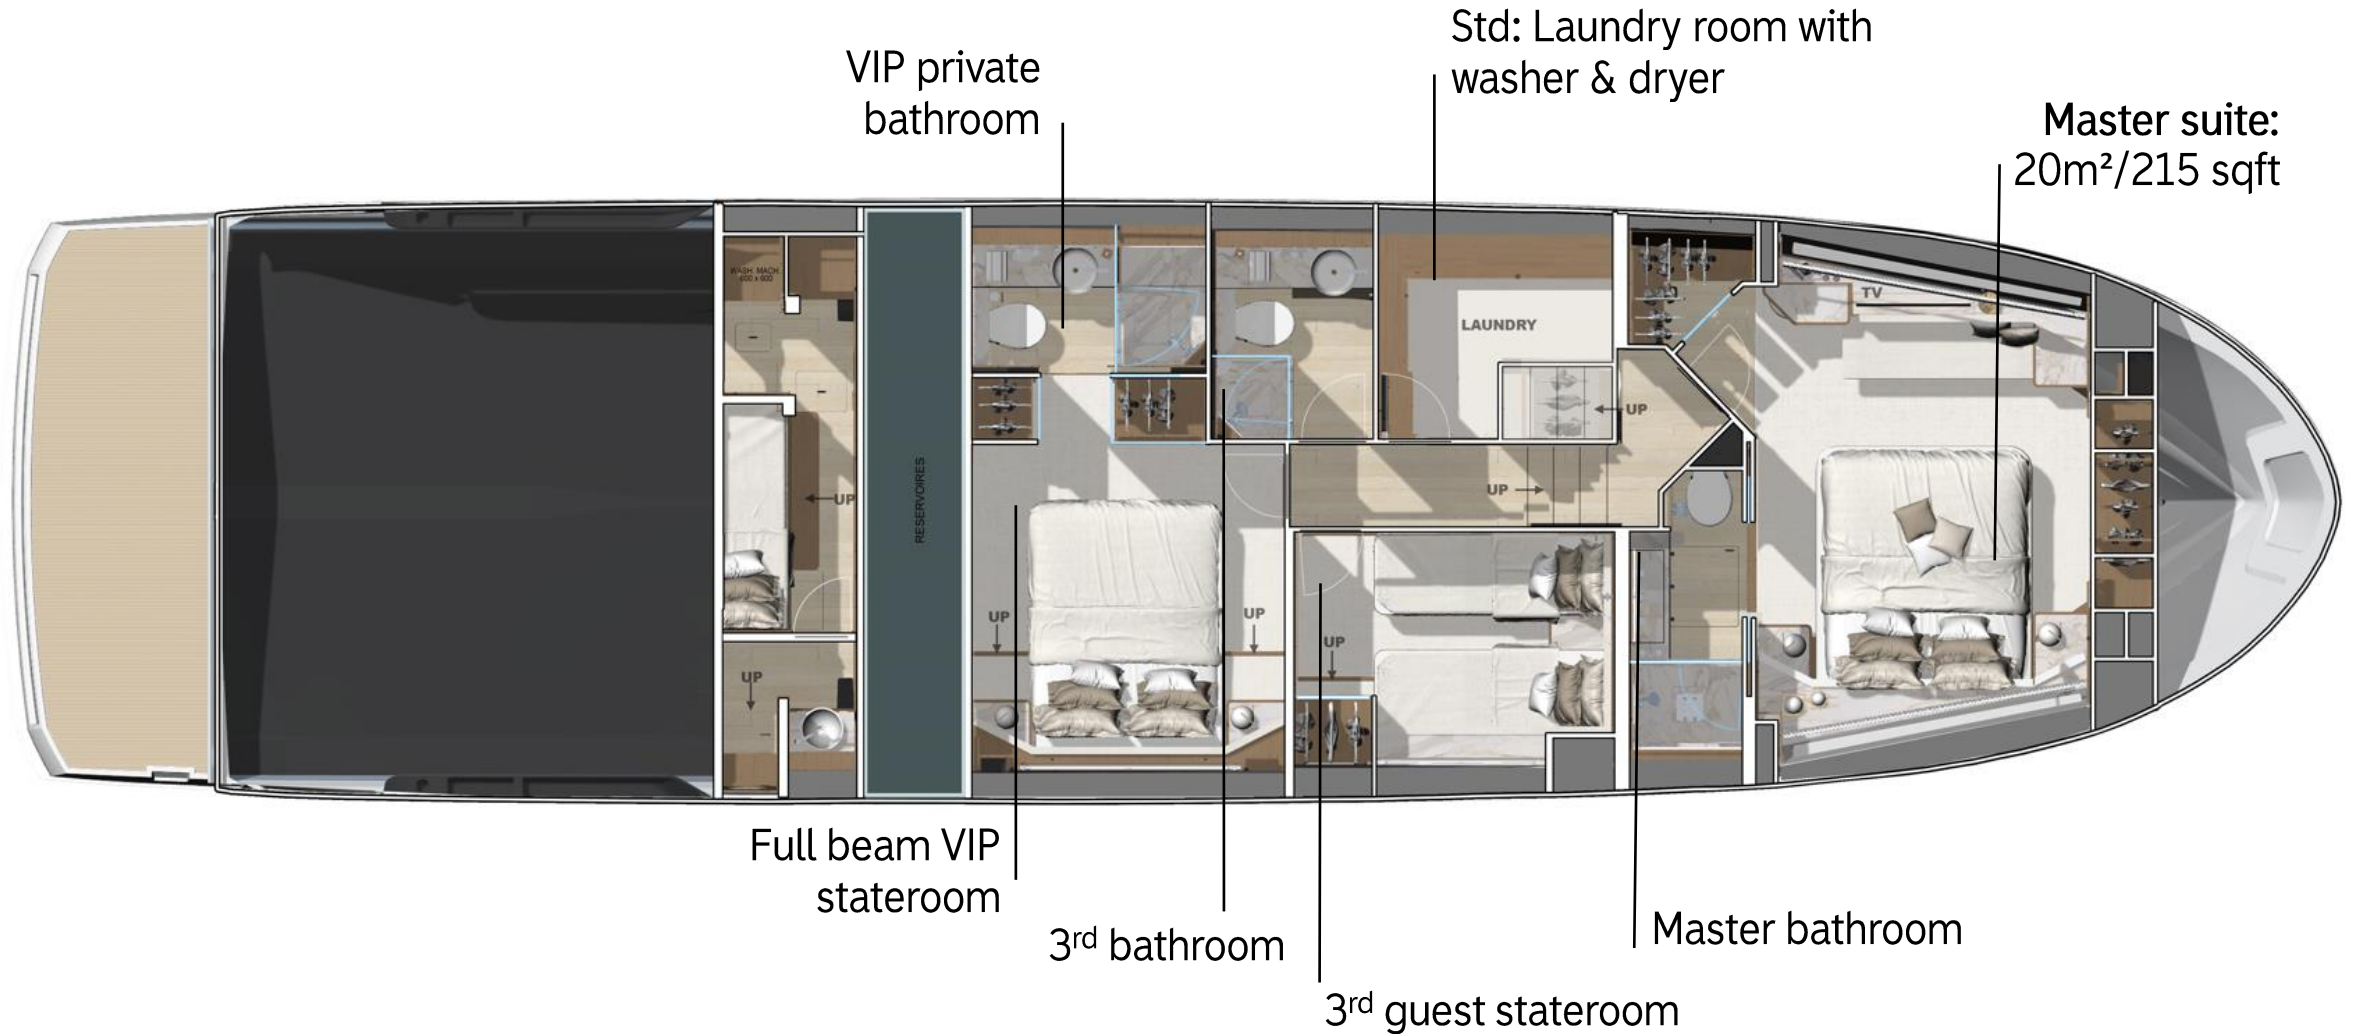 Std: Laundry room with
washer & dryer
VIP private
bathroom
Master suite:
20m²/215 sqft
WASH MACH
600 x 600
TV
LAUNDRY
UP
UP
UP
RESERVOIRES
UP
UP
UP
UP
Full beam VIP
stateroom
3rd bathroom
Master bathroom
3rd guest stateroom